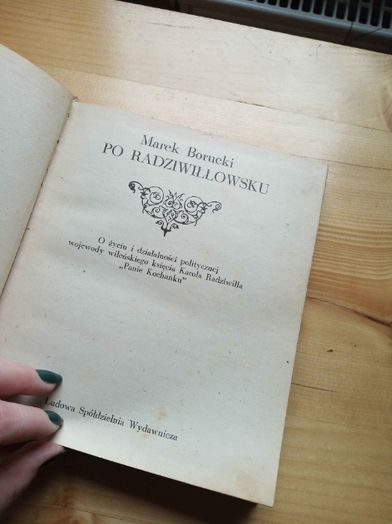 Marek Borucki
PO RADZIWIŁŁOWSKU
O życiu i działalności politycznej
wojewody wileńskiego księcia Karola Radziwiłła
„Panie Kochanku”
Ludowa Spółdzielnia Wydawnicza